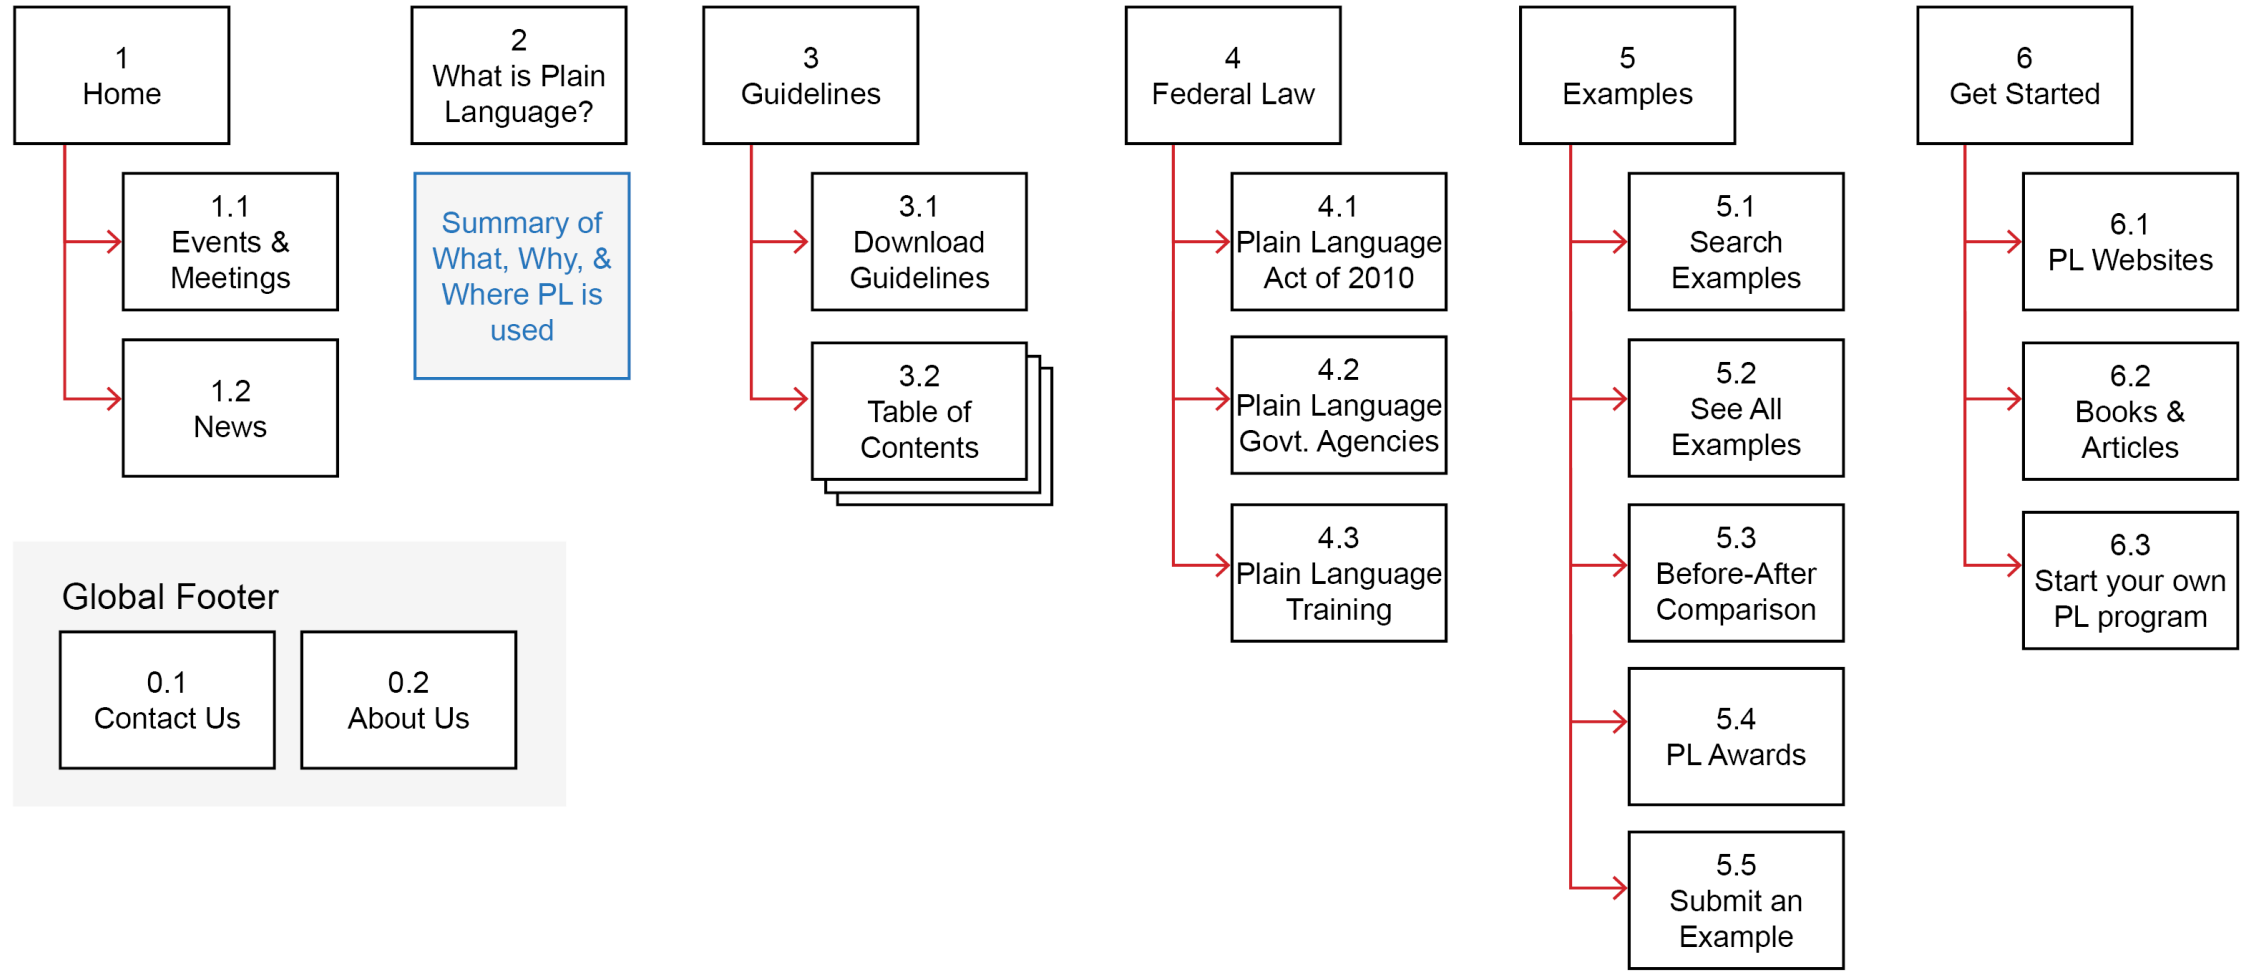 1
Home
2
What is Plain
Language?
3
Guidelines
4
Federal Law
5
Examples
6
Get Started
1.1
Events &
Meetings
1.2
News
Summary of
What, Why, &
Where PL is
used
3.1
Download
Guidelines
3.2
Table of
Contents
4.1
Plain Language
Act of 2010
4.2
Plain Language
Govt. Agencies
4.3
Plain Language
Training
5.1
Search
Examples
5.2
See All
Examples
5.3
Before-After
Comparison
5.4
PL Awards
5.5
Submit an
Example
6.1
PL Websites
6.2
Books &
Articles
6.3
Start your own
PL program
Global Footer
0.1
Contact Us
0.2
About Us